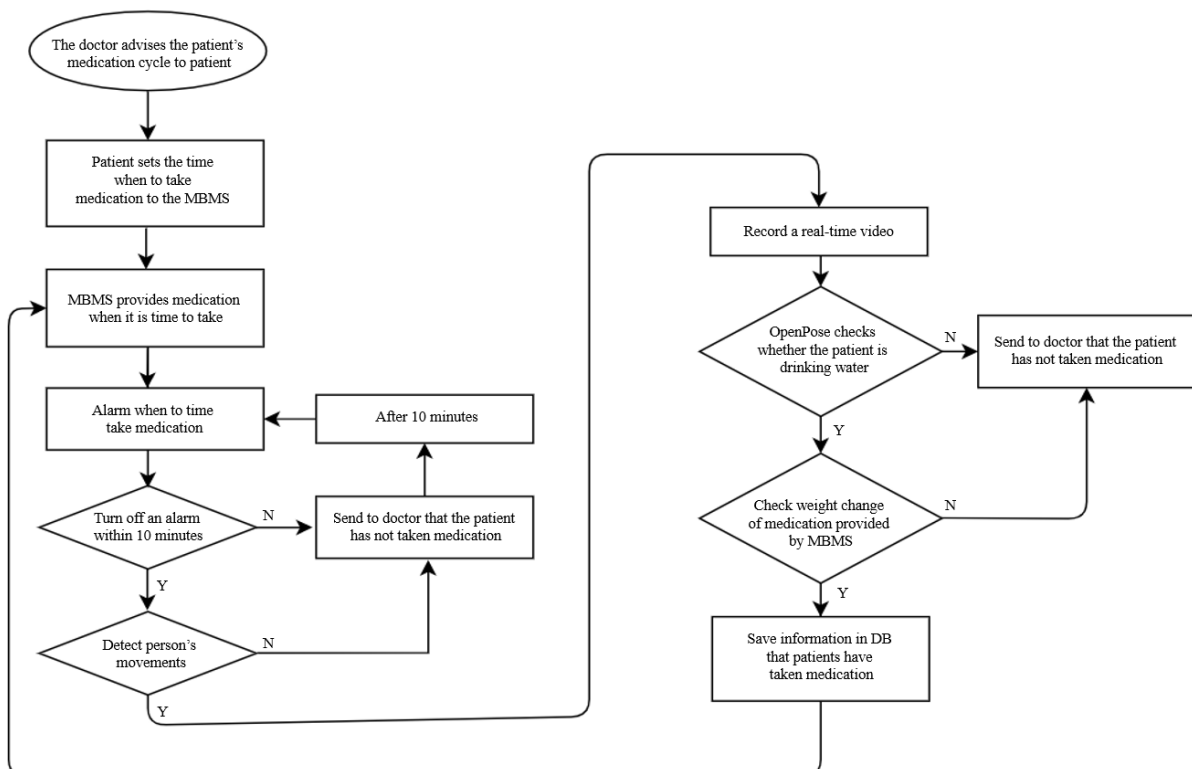 The doctor advises the patient's
medication cycle to patient
Patient sets the time
when to take
medication to the MBMS
MBMS provides medication
when it is time to take
Alarm when to time
take medication
After 10 minutes
Turn off an alarm
within 10 minutes
N
Send to doctor that the patient
has not taken medication
Y
Detect person's
movements
N
Y
Record a real-time video
OpenPose checks
whether the patient is
drinking water
N
Send to doctor that the patient
has not taken medication
Y
Check weight change
of medication provided
by MBMS
N
Y
Save information in DB
that patients have
taken medication